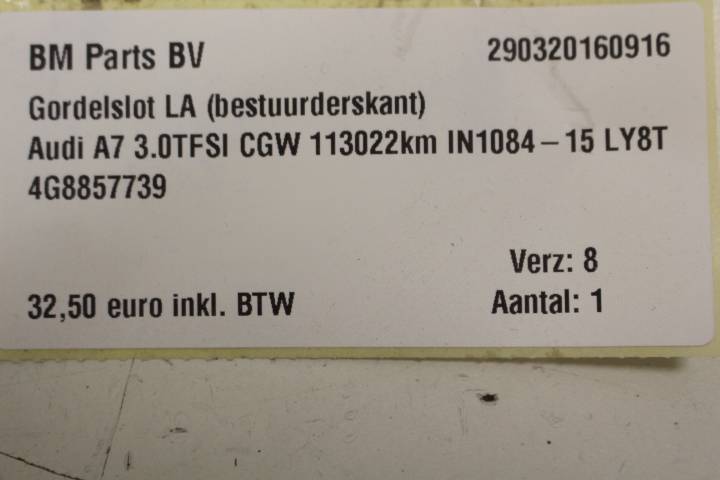 BM Parts BV 290320160916
Gordelslot LA (bestuurderskant)
Audi A7 3.0TFSI CGW 113022km IN1084 – 15 LY8T
4G8857739
Verz: 8
32,50 euro inkl. BTW Aantal: 1